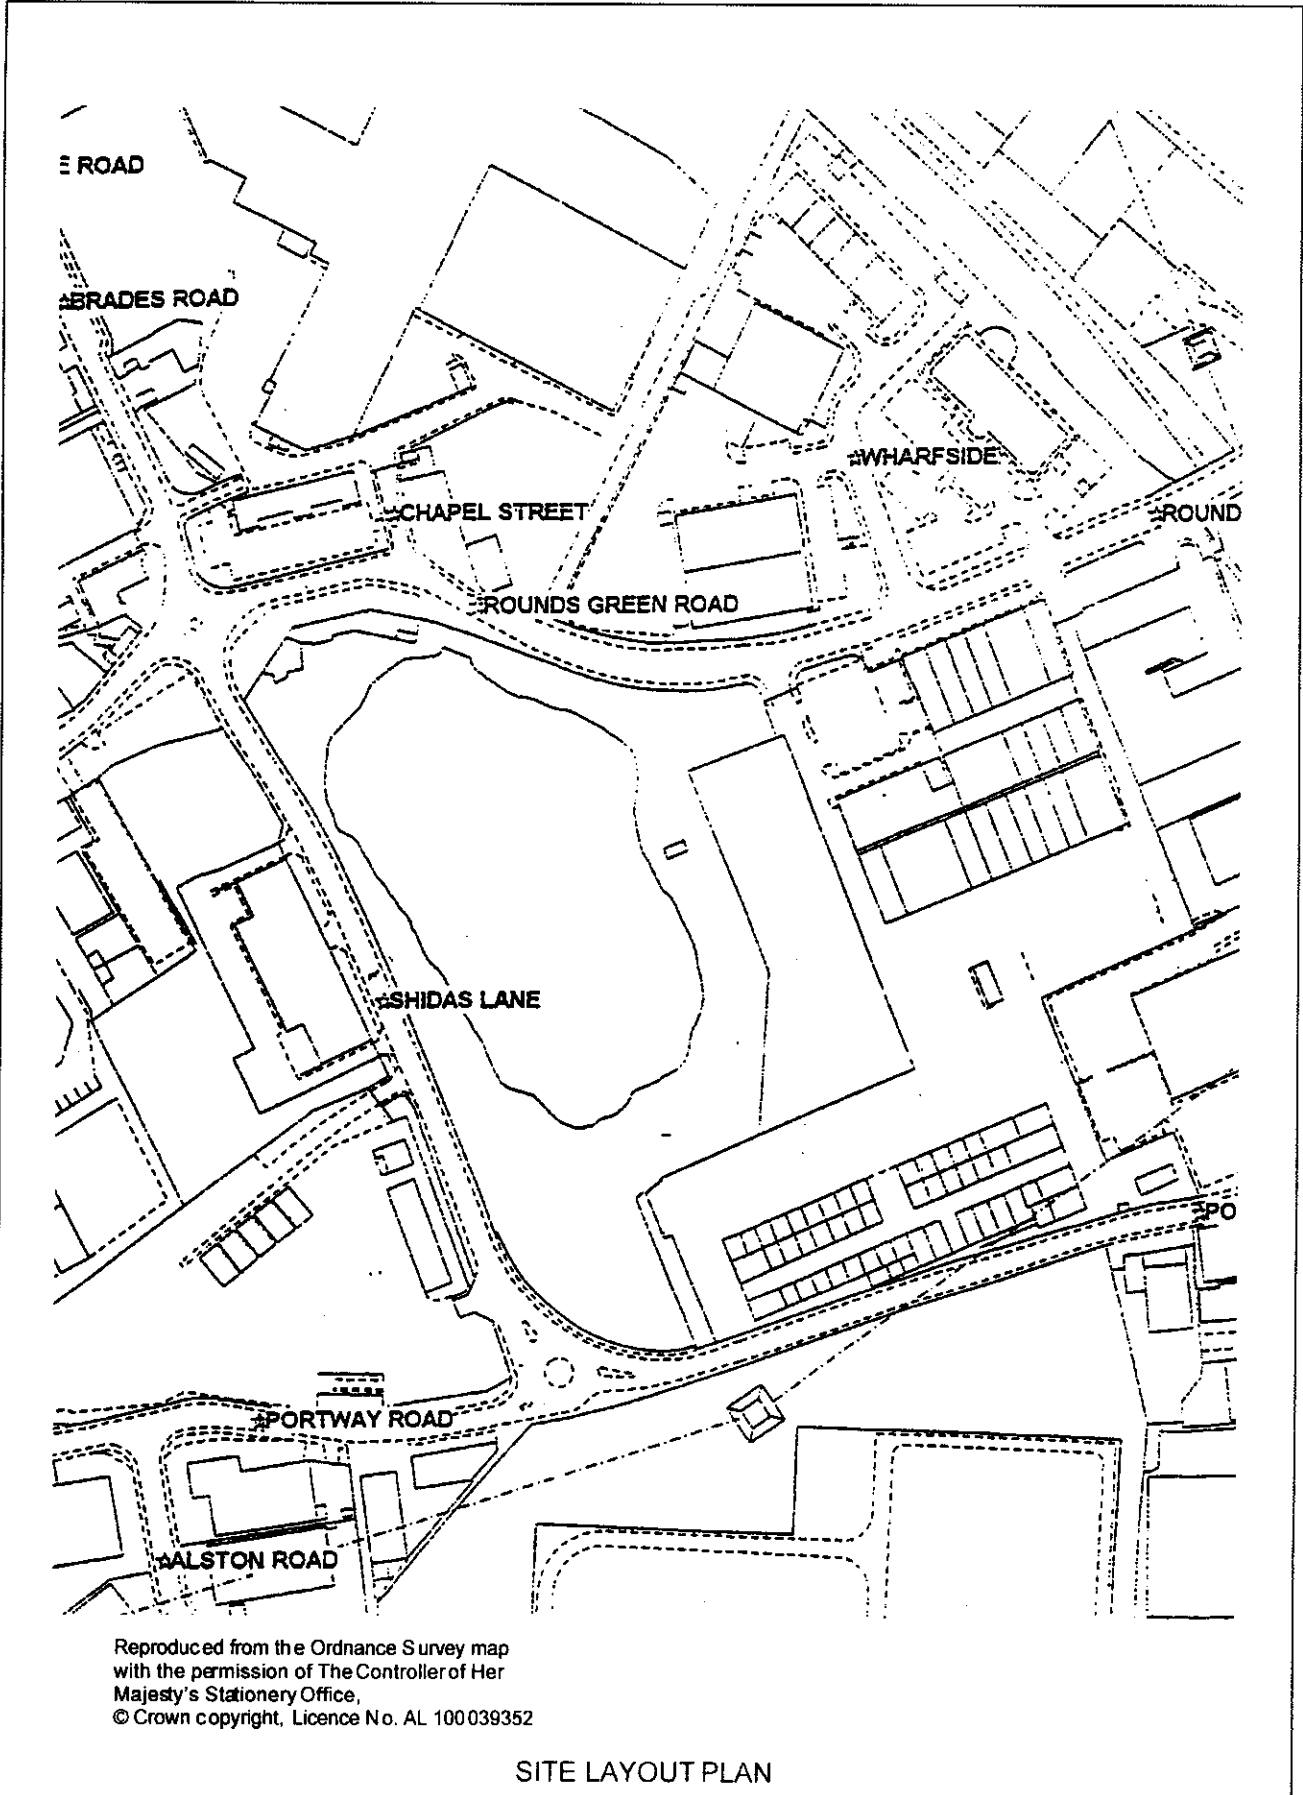 E ROAD
BRADES ROAD
WHARFSIDE
CHAPEL STREET
ROUND
ROUNDS GREEN ROAD
SHIDAS LANE
PO
PORTWAY ROAD
ALSTON ROAD
Reproduced from the Ordnance Survey map
with the permission of The Controller of Her
Majesty's Stationery Office,
© Crown copyright, Licence No. AL 100039352
SITE LAYOUT PLAN